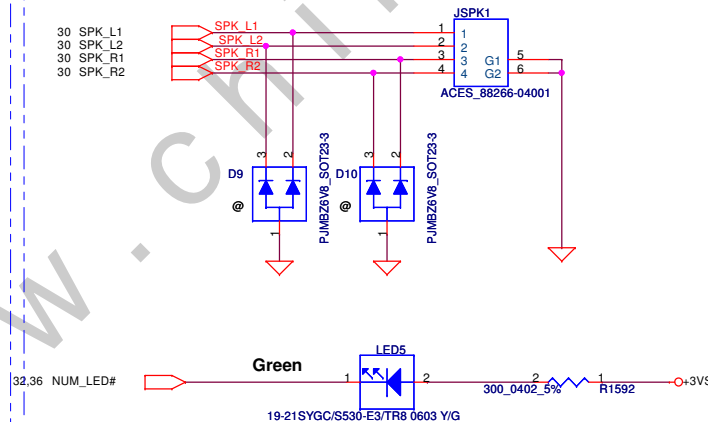 JSPK1
30 SPK_L1 SPK_L1 1 1
30 SPK_L2 SPK_L2 2 2
30 SPK_R1 SPK_R1 3 3 G1 5
30 SPK_R2 SPK_R2 4 4 G2 6
ACES_88266-04001
3 2 3 2
D9 D10
@ @
PJMBZ6V8_SOT23-3
PJMBZ6V8_SOT23-3
1 1
w.chi
LED5
Green
32,36 NUM_LED# 1 2 2 1 +3VS
300_0402_5% R1592
19-21SYGC/S530-E3/TR8 0603 Y/G